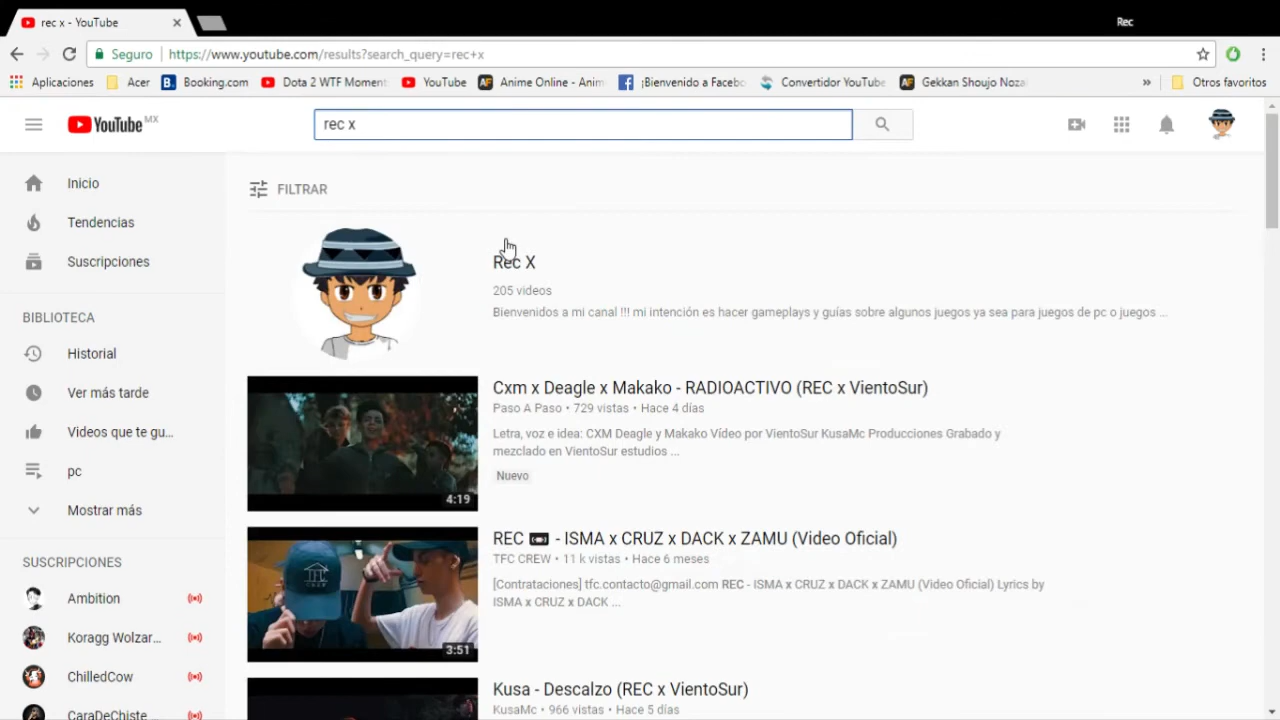 rec x - YouTube
Rec
Seguro
https://www.youtube.com/results?search_query=rec+x
Aplicaciones
Acer
Booking.com
Dota 2 WTF Moment
YouTube
Anime Online - Anim
¡Bienvenido a Facebo
Convertidor YouTube
Gekkan Shoujo Noza
»
Otros favoritos
YouTube MX
rec x
Inicio
Tendencias
Suscripciones
BIBLIOTECA
Historial
Ver más tarde
Videos que te gu...
pc
Mostrar más
SUSCRIPCIONES
Ambition
Koragg Wolzar...
ChilledCow
CaraDeChiste
FILTRAR
Rec X
205 videos
Bienvenidos a mi canal !!! mi intención es hacer gameplays y guías sobre algunos juegos ya sea para juegos de pc o juegos ...
4:19
Cxm x Deagle x Makako - RADIOACTIVO (REC x VientoSur)
Paso A Paso • 729 vistas • Hace 4 días
Letra, voz e idea: CXM Deagle y Makako Vídeo por VientoSur KusaMc Producciones Grabado y
mezclado en VientoSur estudios ...
Nuevo
TFC
3:51
REC 📼 - ISMA x CRUZ x DACK x ZAMU (Video Oficial)
TFC CREW • 11 k vistas • Hace 6 meses
[Contrataciones] tfc.contacto@gmail.com REC - ISMA x CRUZ x DACK x ZAMU (Video Oficial) Lyrics by
ISMA x CRUZ x DACK ...
Kusa - Descalzo (REC x VientoSur)
KusaMc • 966 vistas • Hace 5 días